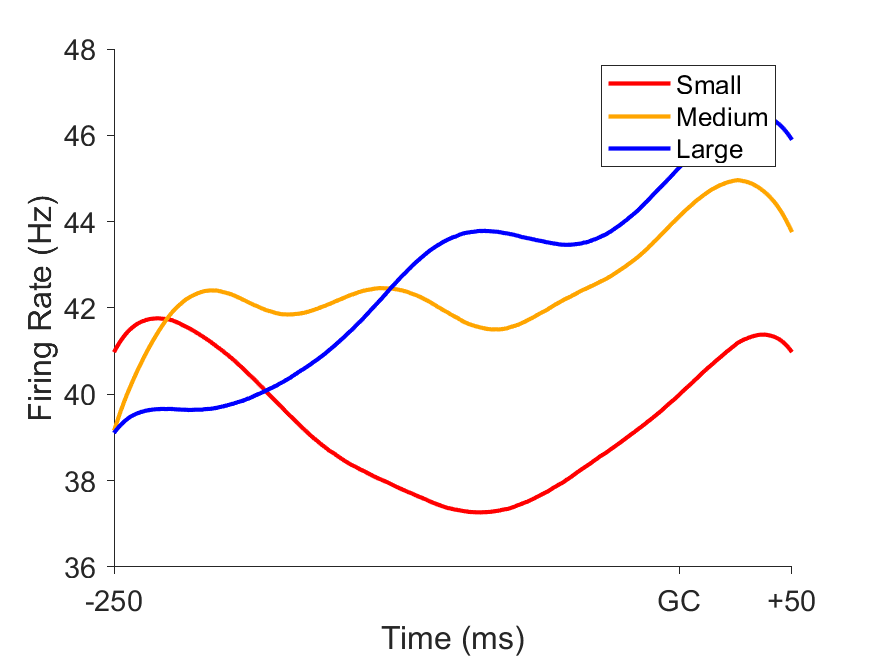 48
46
44
42
40
38
36
Firing Rate (Hz)
Small
Medium
Large
-250
GC
+50
Time (ms)